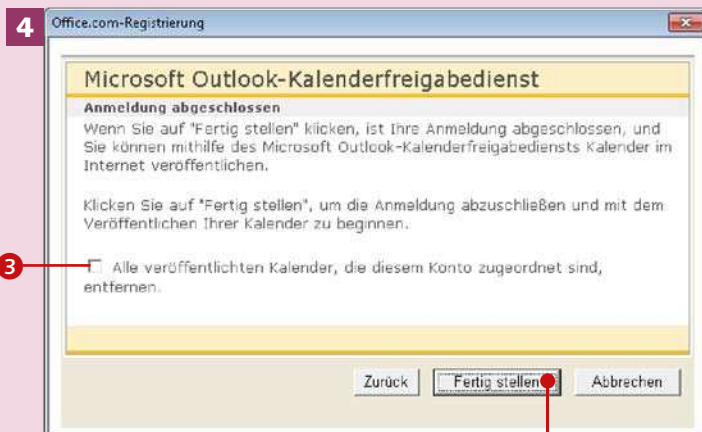 4
Office.com-Registrierung
Microsoft Outlook-Kalenderfreigabedienst
Anmeldung abgeschlossen
Wenn Sie auf "Fertig stellen" klicken, ist Ihre Anmeldung abgeschlossen, und
Sie können mithilfe des Microsoft Outlook-Kalenderfreigabediensts Kalender im
Internet veröffentlichen.
Klicken Sie auf "Fertig stellen", um die Anmeldung abzuschließen und mit dem
Veröffentlichen Ihrer Kalender zu beginnen.
3
Alle veröffentlichten Kalender, die diesem Konto zugeordnet sind,
entfernen.
Zurück Fertig stellen Abbrechen